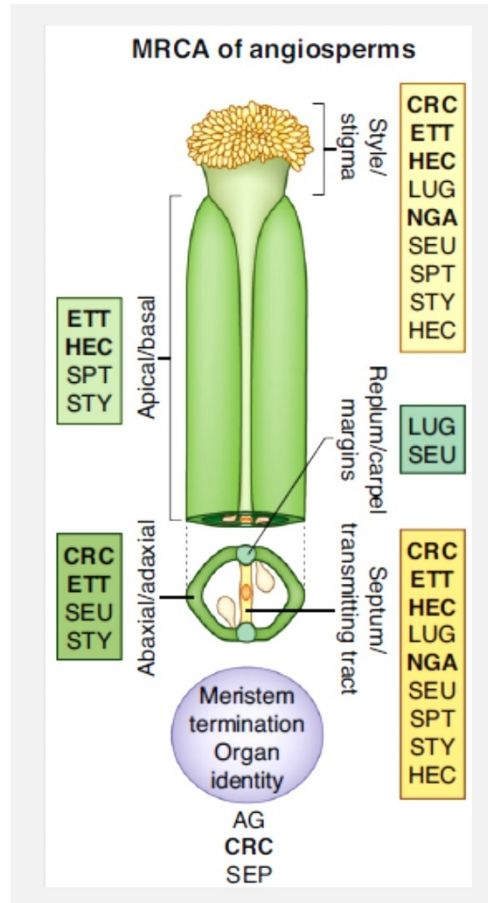 MRCA of angiosperms
Style/
stigma
CRC
ETT
HEC
LUG
NGA
SEU
SPT
STY
HEC
Apical/basal
ETT
HEC
SPT
STY
Replum/carpel
margins
LUG
SEU
Abaxial/adaxial
CRC
ETT
SEU
STY
Septum/
transmitting tract
CRC
ETT
HEC
LUG
NGA
SEU
SPT
STY
HEC
Meristem
termination
Organ
identity
AG
CRC
SEP